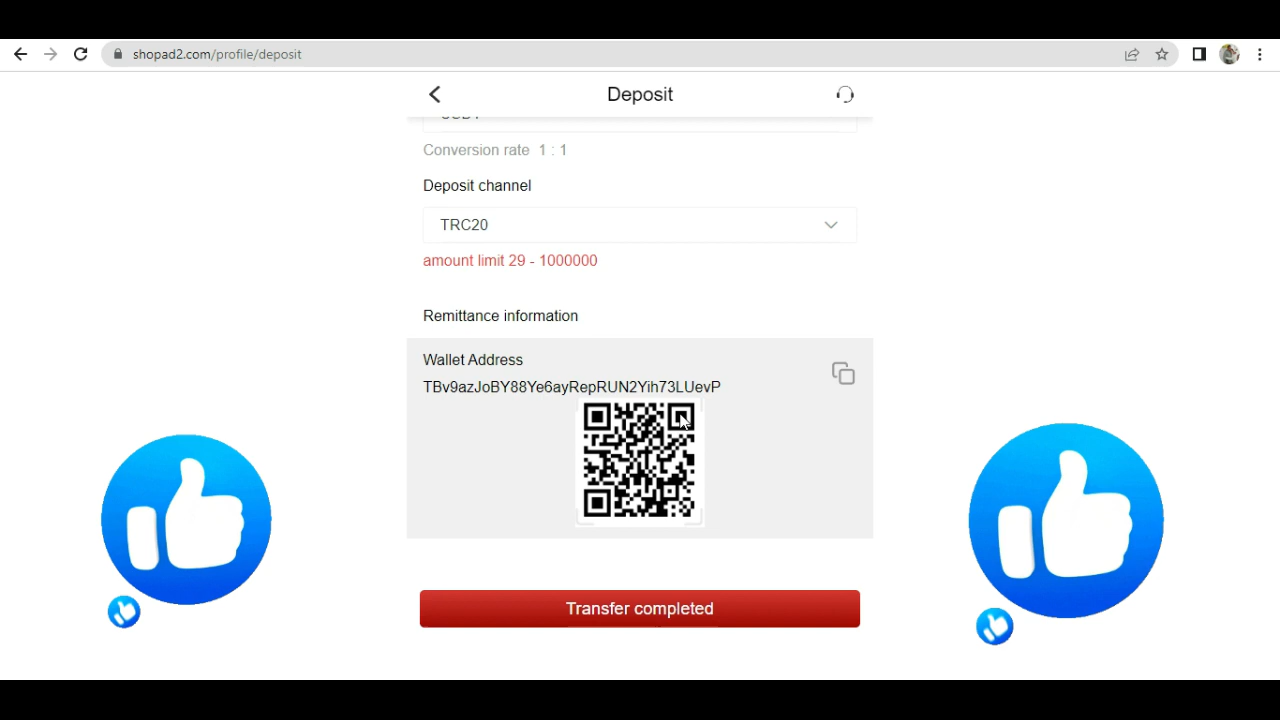 shopad2.com/profile/deposit
Deposit
Conversion rate 1 : 1
Deposit channel
TRC20
amount limit 29 - 1000000
Remittance information
Wallet Address
TBv9azJoBY88Ye6ayRepRUN2Yih73LUevP
Transfer completed